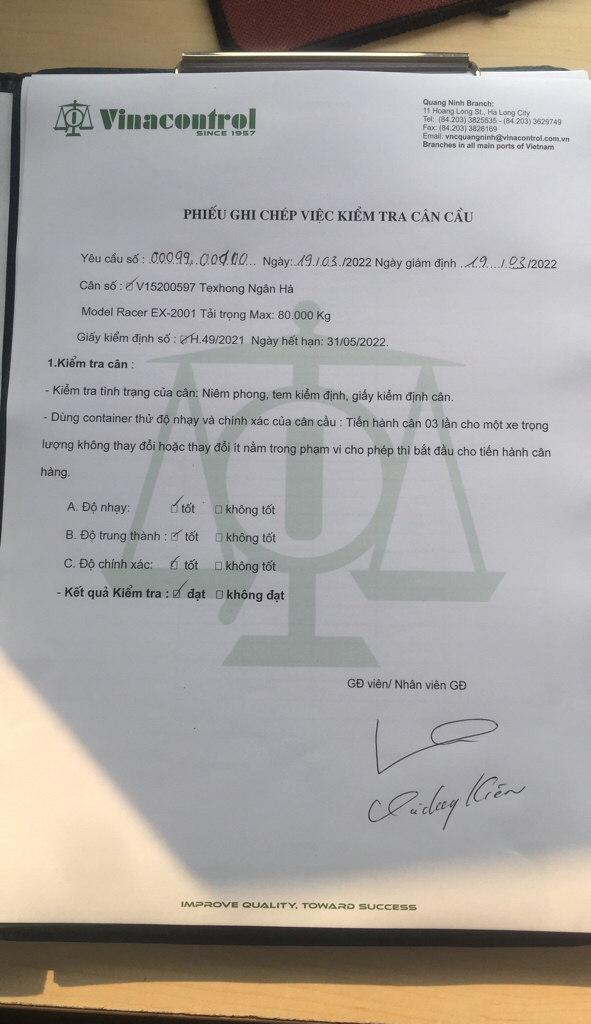 Vinacontrol
SINCE 1957
Quang Ninh Branch:
11 Hoang Long St., Ha Long City
Tel: (84.203) 3825535 - (84.203) 3629749
Fax: (84.203) 3826169
Email: vncquangninh@vinacontrol.com.vn
Branches in all main ports of Vietnam
PHIẾU GHI CHÉP VIỆC KIỂM TRA CÂN CẦU
Yêu cầu số : Ngày: 19/03/2022 Ngày giám định 19/03/2022
Cân số : ☑ V15200597 Texhong Ngân Hà
Model Racer EX-2001 Tải trọng Max: 80.000 Kg
Giấy kiểm định số : ☑H.49/2021 Ngày hết hạn: 31/05/2022.
1.Kiểm tra cân :
- Kiểm tra tình trạng của cân: Niêm phong, tem kiểm định, giấy kiểm định cân.
- Dùng container thử độ nhạy và chính xác của cân cầu : Tiến hành cân 03 lần cho một xe trọng
lượng không thay đổi hoặc thay đổi ít nằm trong phạm vi cho phép thì bắt đầu cho tiến hành cân
hàng.
A. Độ nhạy: ☑ tốt ☐ không tốt
B. Độ trung thành : ☑ tốt ☐ không tốt
C. Độ chính xác: ☑ tốt ☐ không tốt
- Kết quả Kiểm tra : ☑ đạt ☐ không đạt
GĐ viên/ Nhân viên GĐ
Kiên
IMPROVE QUALITY, TOWARD SUCCESS